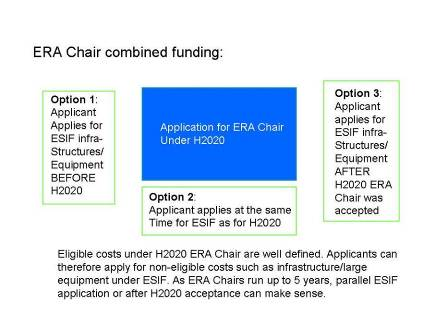 ERA Chair combined funding:
Option 1:
Applicant
Applies for
ESIF infra-
Structures/
Equipment
BEFORE
H2020
Application for ERA Chair
Under H2020
Option 2:
Applicant applies at the same
Time for ESIF as for H2020
Option 3:
Applicant
applies for
ESIF infra-
Structures/
Equipment
AFTER
H2020 ERA
Chair was
accepted
Eligible costs under H2020 ERA Chair are well defined. Applicants can
therefore apply for non-eligible costs such as infrastructure/large
equipment under ESIF. As ERA Chairs run up to 5 years, parallel ESIF
application or after H2020 acceptance can make sense.